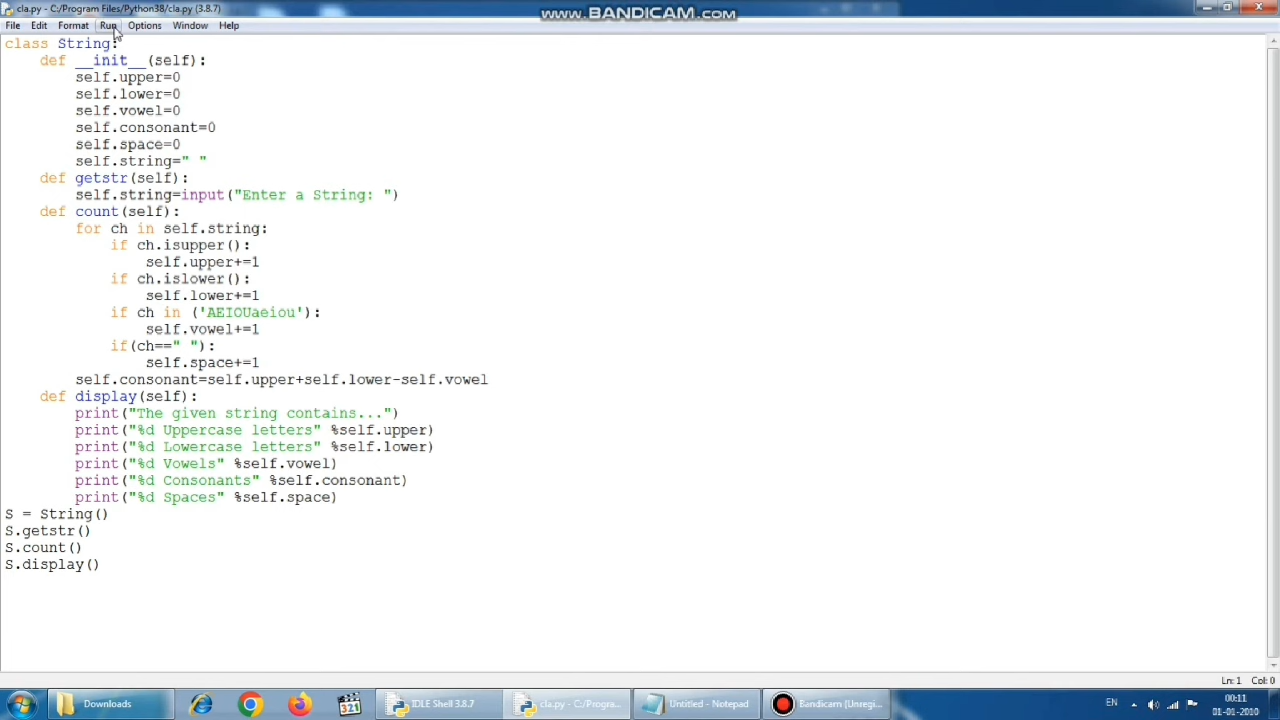 cla.py - C:/Program Files/Python38/cla.py (3.8.7)
www.BANDICAM.com
File Edit Format Run Options Window Help
class String:
    def __init__(self):
        self.upper=0
        self.lower=0
        self.vowel=0
        self.consonant=0
        self.space=0
        self.string=" "
    def getstr(self):
        self.string=input("Enter a String: ")
    def count(self):
        for ch in self.string:
            if ch.isupper():
                self.upper+=1
            if ch.islower():
                self.lower+=1
            if ch in ('AEIOUaeiou'):
                self.vowel+=1
            if(ch==" "):
                self.space+=1
        self.consonant=self.upper+self.lower-self.vowel
    def display(self):
        print("The given string contains...")
        print("%d Uppercase letters" %self.upper)
        print("%d Lowercase letters" %self.lower)
        print("%d Vowels" %self.vowel)
        print("%d Consonants" %self.consonant)
        print("%d Spaces" %self.space)
S = String()
S.getstr()
S.count()
S.display()
Ln: 1 Col: 0
Downloads 321 IDLE Shell 3.8.7 cla.py - C:/Progra... Untitled - Notepad Bandicam (Unregi... EN 00:11
01-01-2010